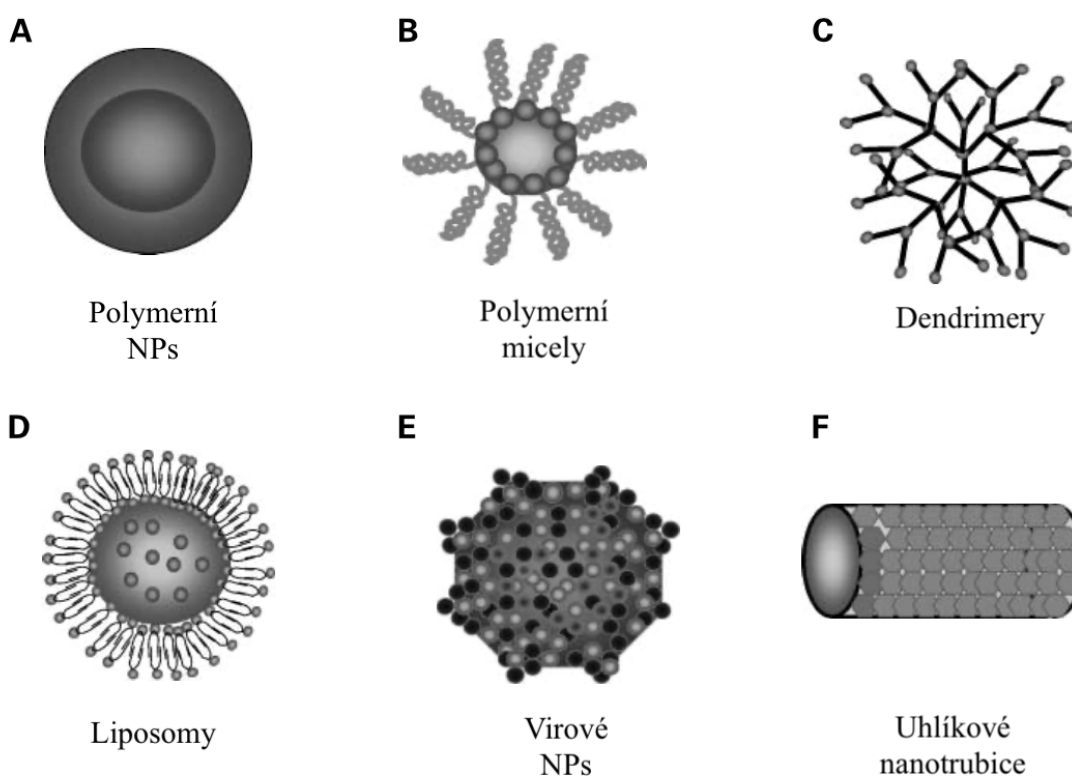 A
B
C
Polymerní
NPs
Polymerní
micely
Dendrimery
D
E
F
Liposomy
Virové
NPs
Uhlíkové
nanotrubice